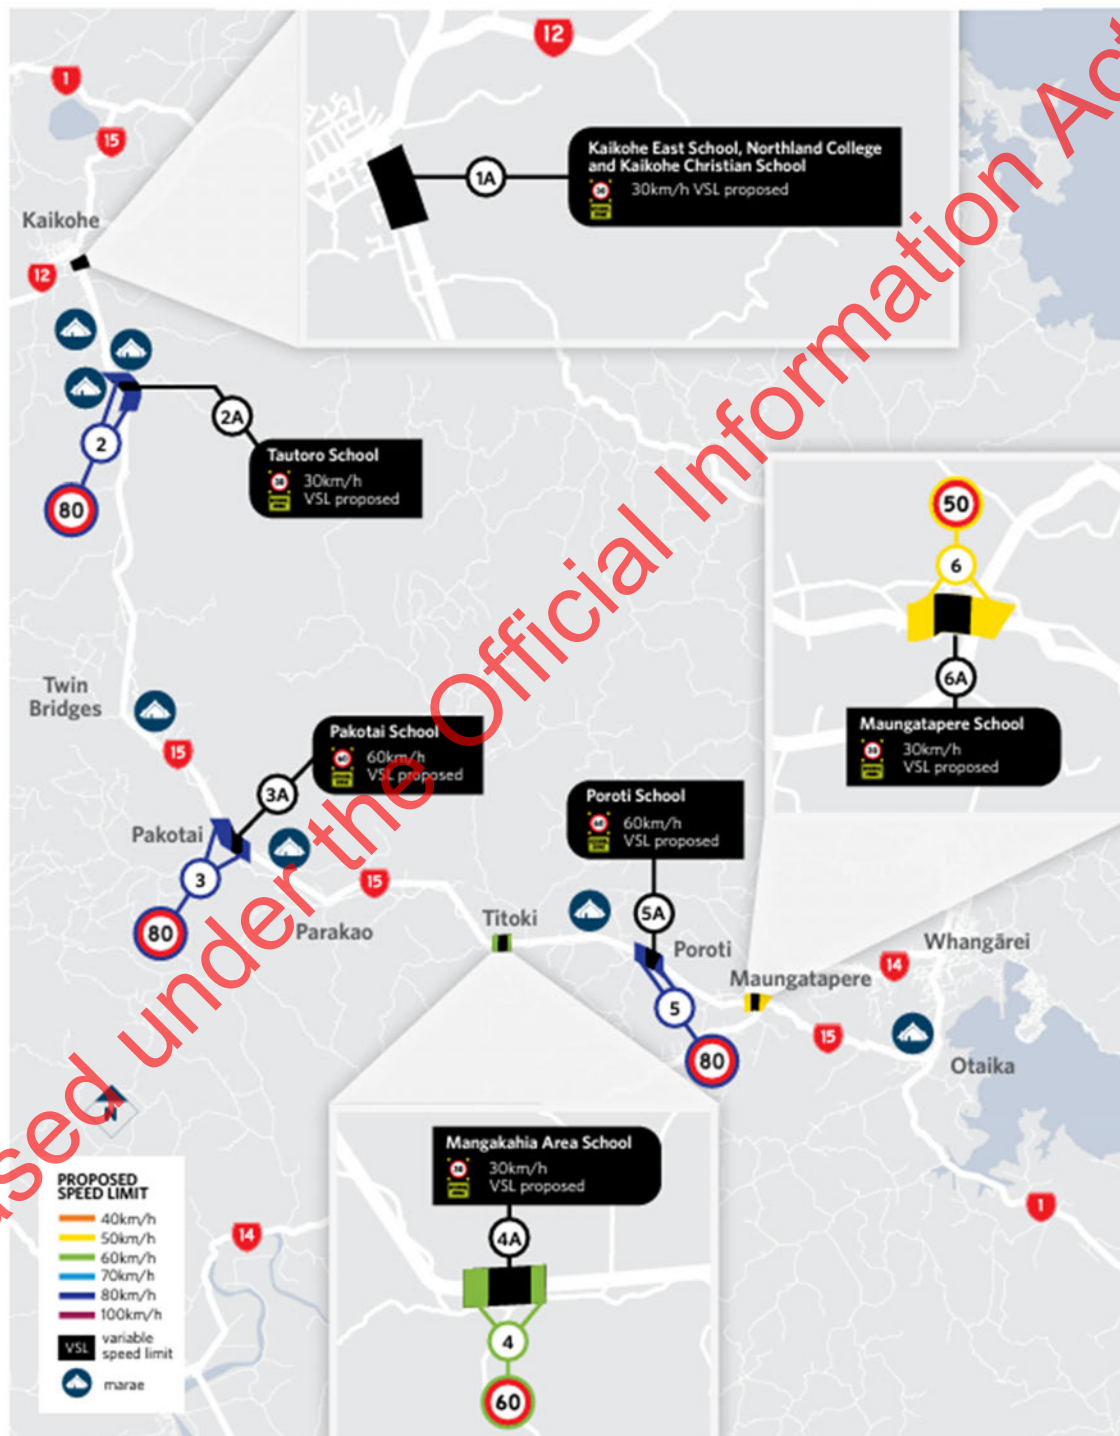 12
1
15
Kaikohe East School, Northland College
and Kaikohe Christian School
30km/h VSL proposed
1A
Kaikohe
12
2A
2
Tautoro School
30km/h
VSL proposed
80
50
6
6A
Maungatapere School
30km/h
VSL proposed
Twin
Bridges
15
Pakotai School
60km/h
VSL proposed
3A
Pakotai
3
80
15
Parakao
Poroti School
60km/h
VSL proposed
5A
Titoki
Poroti
5
80
Maungatapere
14
Whangārei
15
Otaika
N
Mangakahia Area School
30km/h
VSL proposed
4A
4
60
1
14
PROPOSED
SPEED LIMIT
40km/h
50km/h
60km/h
70km/h
80km/h
100km/h
VSL variable
speed limit
marae
ased under the Official Information Act